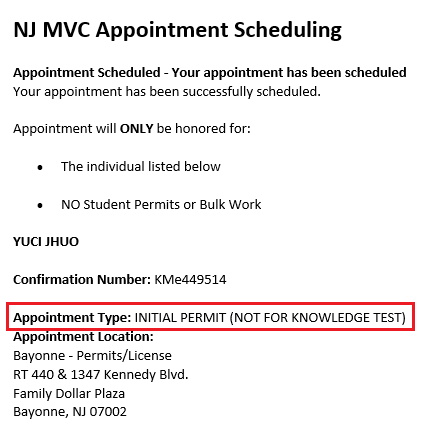 NJ MVC Appointment Scheduling
Appointment Scheduled - Your appointment has been scheduled
Your appointment has been successfully scheduled.
Appointment will ONLY be honored for:
• The individual listed below
• NO Student Permits or Bulk Work
YUCI JHUO
Confirmation Number: KMe449514
Appointment Type: INITIAL PERMIT (NOT FOR KNOWLEDGE TEST)
Appointment Location:
Bayonne - Permits/License
RT 440 & 1347 Kennedy Blvd.
Family Dollar Plaza
Bayonne, NJ 07002